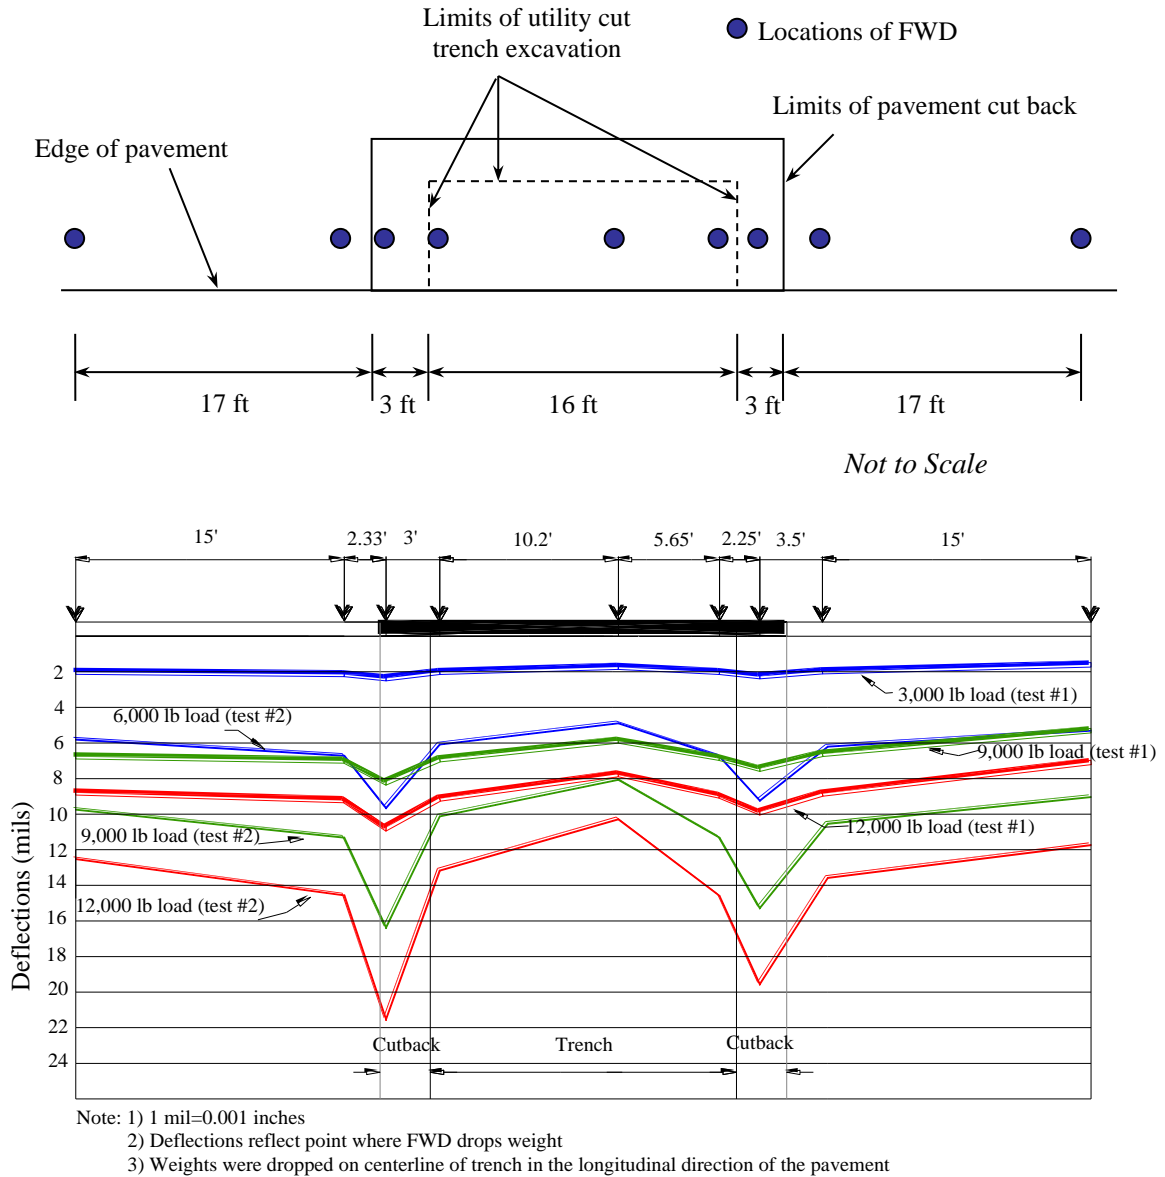 Limits of utility cut
trench excavation
Locations of FWD
Limits of pavement cut back
Edge of pavement
17 ft
3 ft
16 ft
3 ft
17 ft
Not to Scale
15'
2.33'
3'
10.2'
5.65'
2.25'
3.5'
15'
2
4
6
8
10
12
14
16
18
20
22
24
Deflections (mils)
3,000 lb load (test #1)
6,000 lb load (test #2)
9,000 lb load (test #1)
12,000 lb load (test #1)
9,000 lb load (test #2)
12,000 lb load (test #2)
Cutback
Trench
Cutback
Note: 1) 1 mil=0.001 inches
2) Deflections reflect point where FWD drops weight
3) Weights were dropped on centerline of trench in the longitudinal direction of the pavement